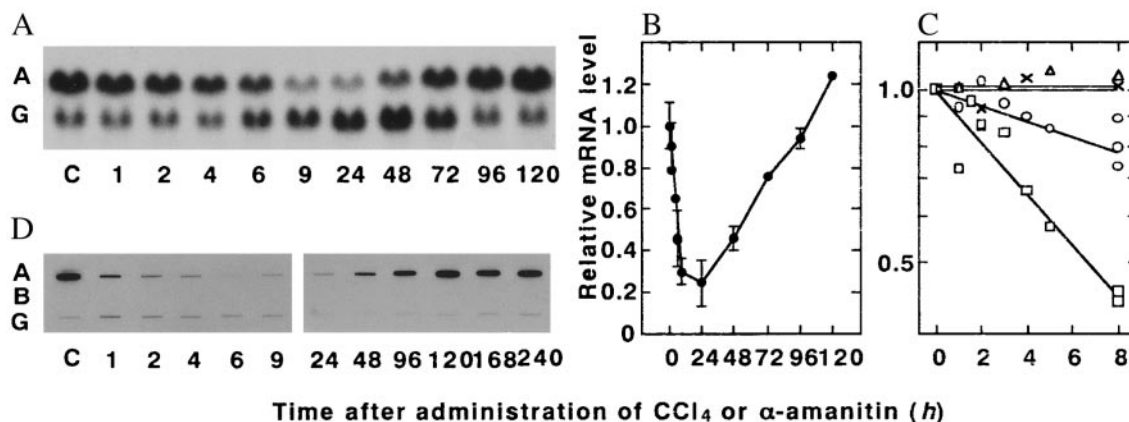 A
A
G
C 1 2 4 6 9 24 48 72 96 120
D
A
B
G
C 1 2 4 6 9 24 48 96 120 168 240
B
Relative mRNA level
1.2
1.0
0.8
0.6
0.4
0.2
0
0 24 48 72 96 120
C
1.0
0.5
0 2 4 6 8
Time after administration of CCl4 or α-amanitin (h)